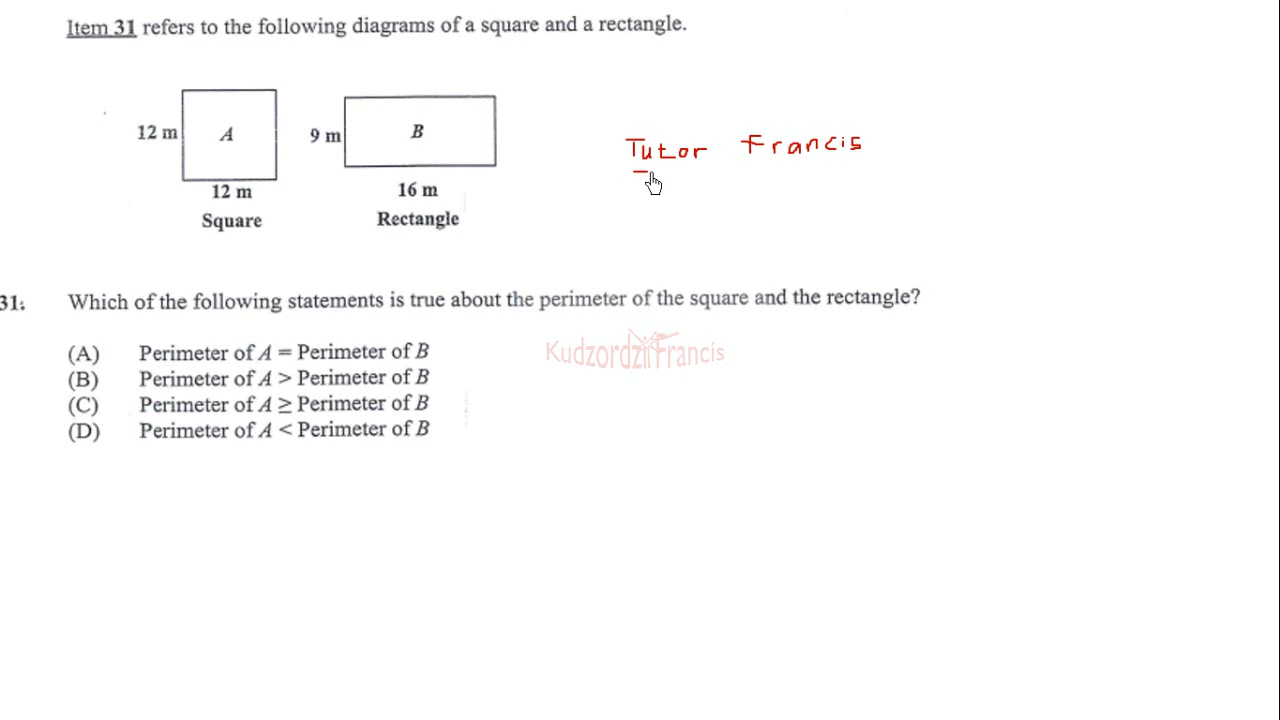 Item 31 refers to the following diagrams of a square and a rectangle.
12 m A 9 m B Tutor Francis
12 m 16 m
Square Rectangle
31. Which of the following statements is true about the perimeter of the square and the rectangle?
Kudzordzi Francis
(A) Perimeter of A = Perimeter of B
(B) Perimeter of A > Perimeter of B
(C) Perimeter of A ≥ Perimeter of B
(D) Perimeter of A < Perimeter of B